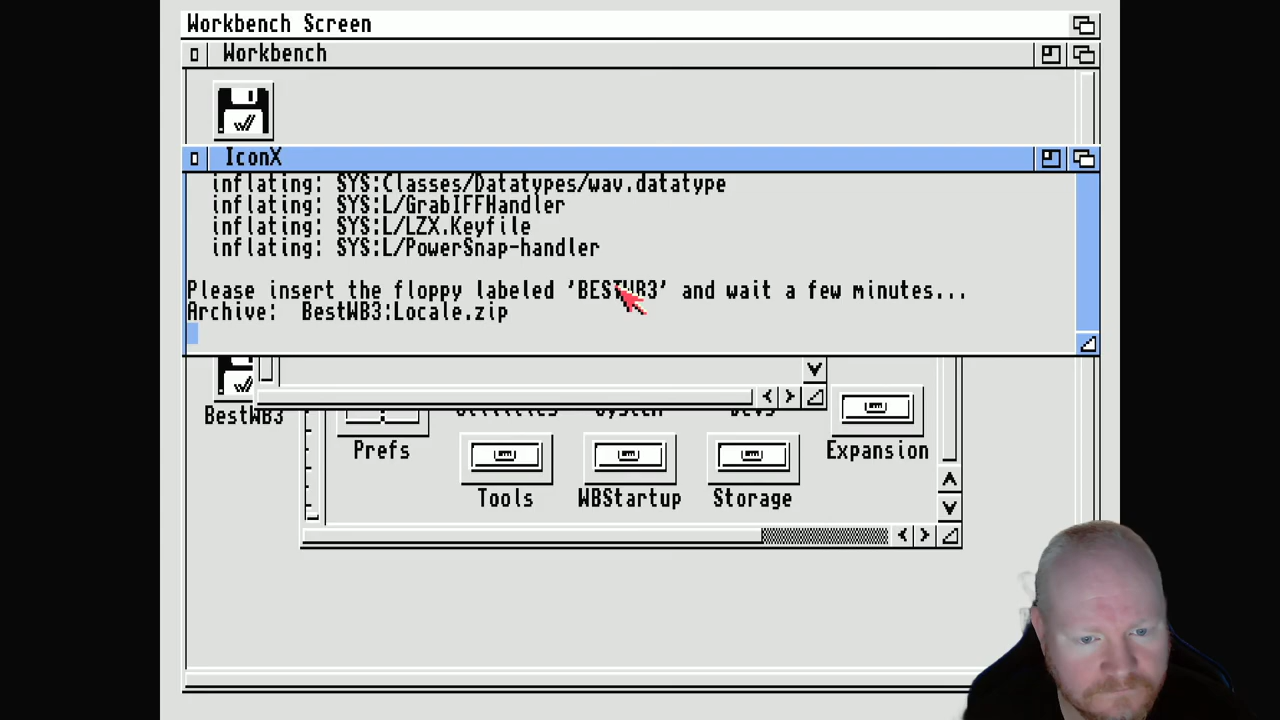 Workbench Screen
Workbench
IconX
inflating: SYS:Classes/Datatypes/wav.datatype
inflating: SYS:L/GrabIFFHandler
inflating: SYS:L/LZX.Keyfile
inflating: SYS:L/PowerSnap-handler
Please insert the floppy labeled 'BESTWB3' and wait a few minutes...
Archive: BestWB3:Locale.zip
BestWB3
Prefs
Expansion
Tools
WBStartup
Storage